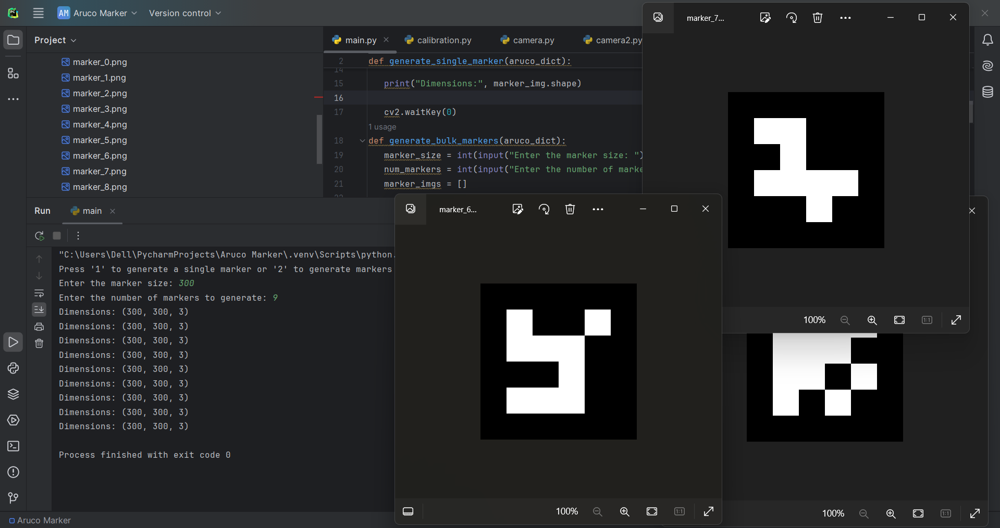 AM Aruco Marker Version control
Project
marker_0.png
marker_1.png
marker_2.png
marker_3.png
marker_4.png
marker_5.png
marker_6.png
marker_7.png
marker_8.png
main.py calibration.py camera.py camera2.py
2 def generate_single_marker(aruco_dict):
14
15 print("Dimensions:", marker_img.shape)
16
17 cv2.waitKey(0)
1 usage
18 def generate_bulk_markers(aruco_dict):
19 marker_size = int(input("Enter the marker size: ")
20 num_markers = int(input("Enter the number of marke
21 marker_imgs = []
22
marker_7...
100% 1:1
Run main
"C:\Users\Dell\PycharmProjects\Aruco Marker\.venv\Scripts\python.
Press '1' to generate a single marker or '2' to generate markers
Enter the marker size: 300
Enter the number of markers to generate: 9
Dimensions: (300, 300, 3)
Dimensions: (300, 300, 3)
Dimensions: (300, 300, 3)
Dimensions: (300, 300, 3)
Dimensions: (300, 300, 3)
Dimensions: (300, 300, 3)
Dimensions: (300, 300, 3)
Dimensions: (300, 300, 3)
Dimensions: (300, 300, 3)
Process finished with exit code 0
marker_6...
100% 1:1
100% 1:1
Aruco Marker